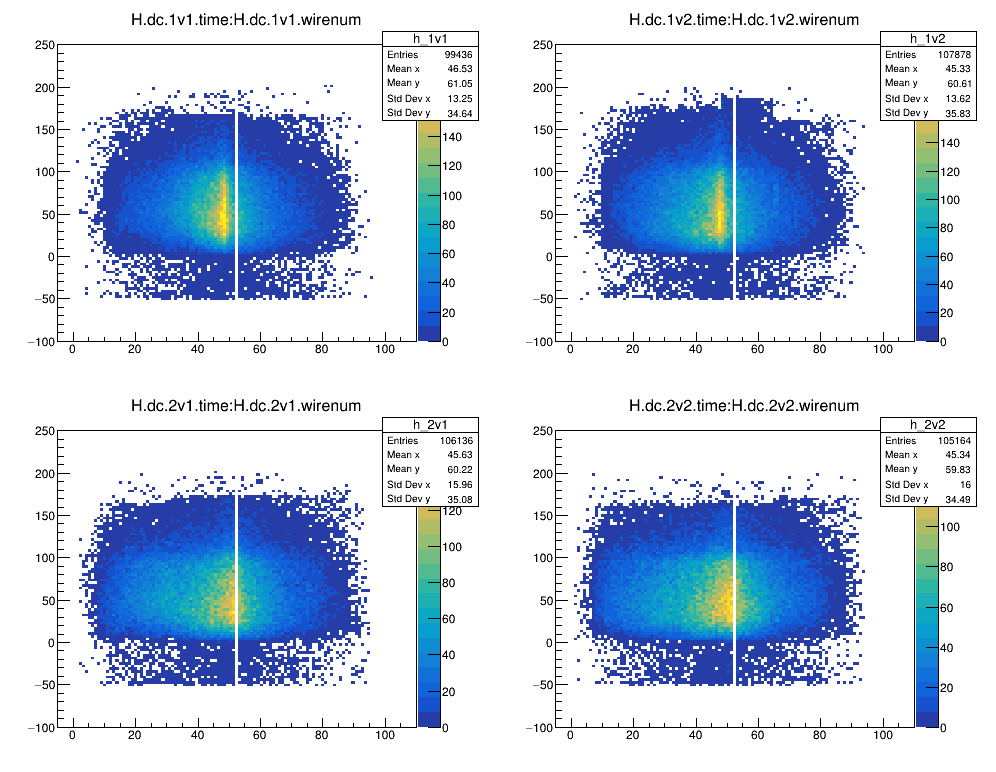 H.dc.1v1.time:H.dc.1v1.wirenum
h_1v1
Entries 99436
Mean x 46.53
Mean y 61.05
Std Dev x 13.25
Std Dev y 34.64
250
200
150
100
50
0
−50
−100
0 20 40 60 80 100
140
120
100
80
60
40
20
0
H.dc.1v2.time:H.dc.1v2.wirenum
h_1v2
Entries 107878
Mean x 45.33
Mean y 60.61
Std Dev x 13.62
Std Dev y 35.83
250
200
150
100
50
0
−50
−100
0 20 40 60 80 100
140
120
100
80
60
40
20
0
H.dc.2v1.time:H.dc.2v1.wirenum
h_2v1
Entries 106136
Mean x 45.63
Mean y 60.22
Std Dev x 15.96
Std Dev y 35.08
250
200
150
100
50
0
−50
−100
0 20 40 60 80 100
120
100
80
60
40
20
0
H.dc.2v2.time:H.dc.2v2.wirenum
h_2v2
Entries 105164
Mean x 45.34
Mean y 59.83
Std Dev x 16
Std Dev y 34.49
250
200
150
100
50
0
−50
−100
0 20 40 60 80 100
100
80
60
40
20
0